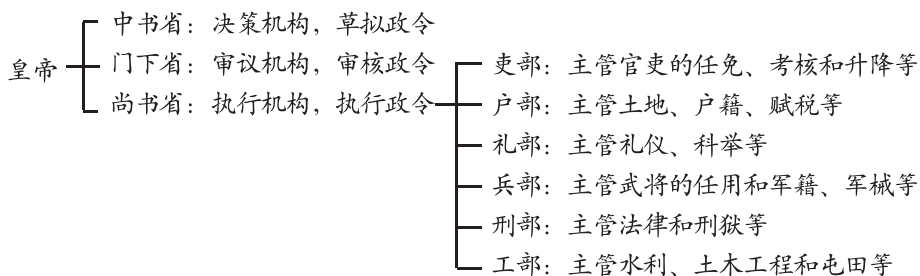 中书省：决策机构，草拟政令
皇帝
门下省：审议机构，审核政令
尚书省：执行机构，执行政令
吏部：主管官吏的任免、考核和升降等
户部：主管土地、户籍、赋税等
礼部：主管礼仪、科举等
兵部：主管武将的任用和军籍、军械等
刑部：主管法律和刑狱等
工部：主管水利、土木工程和屯田等